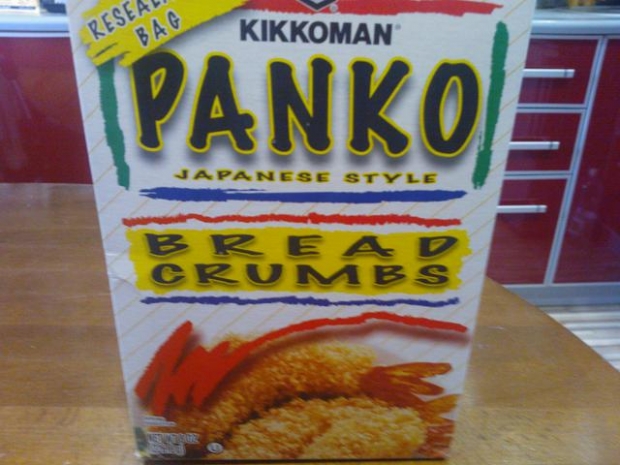 RESEALABLE
BAG
KIKKOMAN®
PANKO
JAPANESE STYLE
BREAD
CRUMBS